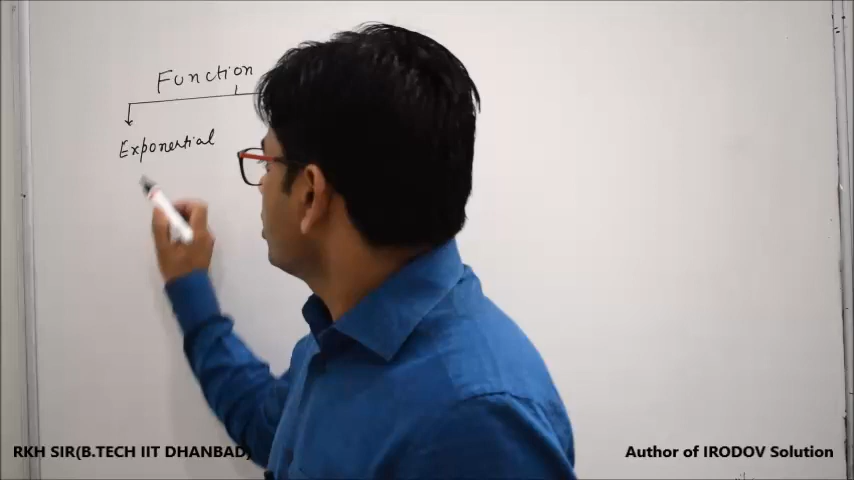 Function
Exponential
RKH SIR(B.TECH IIT DHANBAD)
Author of IRODOV Solution